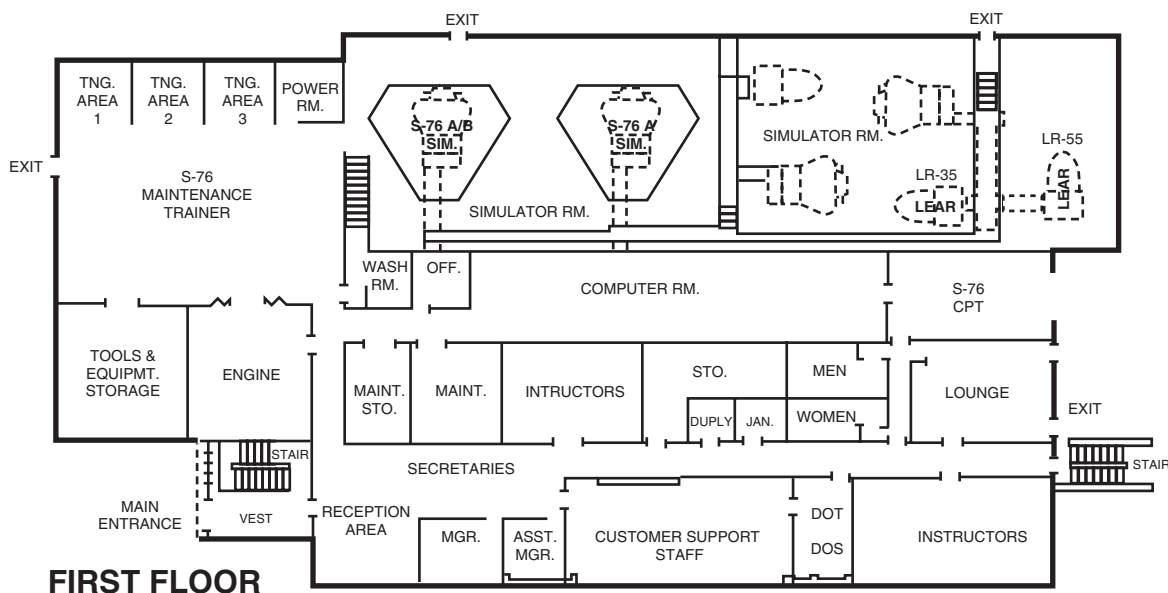 EXIT
EXIT
TNG.
AREA
1
TNG.
AREA
2
TNG.
AREA
3
POWER
RM.
S-76 A/B
SIM.
S-76 A
SIM.
SIMULATOR RM.
LR-55
EXIT
S-76
MAINTENANCE
TRAINER
LR-35
LEAR
LEAR
SIMULATOR RM.
WASH
RM.
OFF.
COMPUTER RM.
S-76
CPT
TOOLS &
EQUIPMT.
STORAGE
ENGINE
MAINT.
STO.
MAINT.
INTRUCTORS
STO.
MEN
LOUNGE
DUPLY
JAN.
WOMEN
EXIT
STAIR
SECRETARIES
STAIR
MAIN
ENTRANCE
VEST
RECEPTION
AREA
MGR.
ASST.
MGR.
CUSTOMER SUPPORT
STAFF
DOT
DOS
INSTRUCTORS
FIRST FLOOR